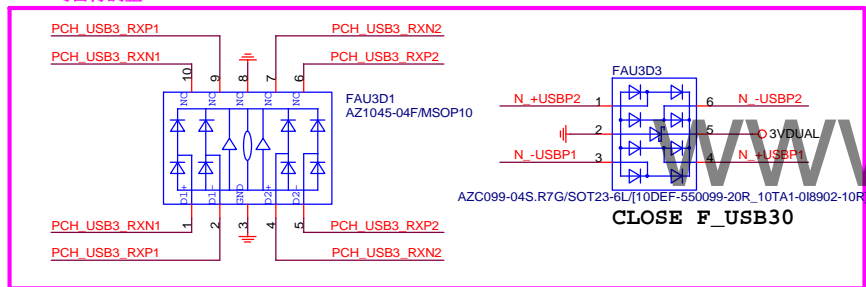 PCH_USB3_RXP1
PCH_USB3_RXN2
PCH_USB3_RXN1
PCH_USB3_RXP2
10
9
8
7
6
NC
NC
NC
NC
NC
FAU3D1
AZ1045-04F/MSOP10
D1+
D1-
GND
D2+
D2-
1
2
3
4
5
PCH_USB3_RXN1
PCH_USB3_RXP2
PCH_USB3_RXP1
PCH_USB3_RXN2
FAU3D3
N_+USBP2
1
6
N_-USBP2
2
5
3VDUAL
N_-USBP1
3
4
N_+USBP1
AZC099-04S.R7G/SOT23-6L/[10DEF-550099-20R_10TA1-0I8902-10R
CLOSE F_USB30